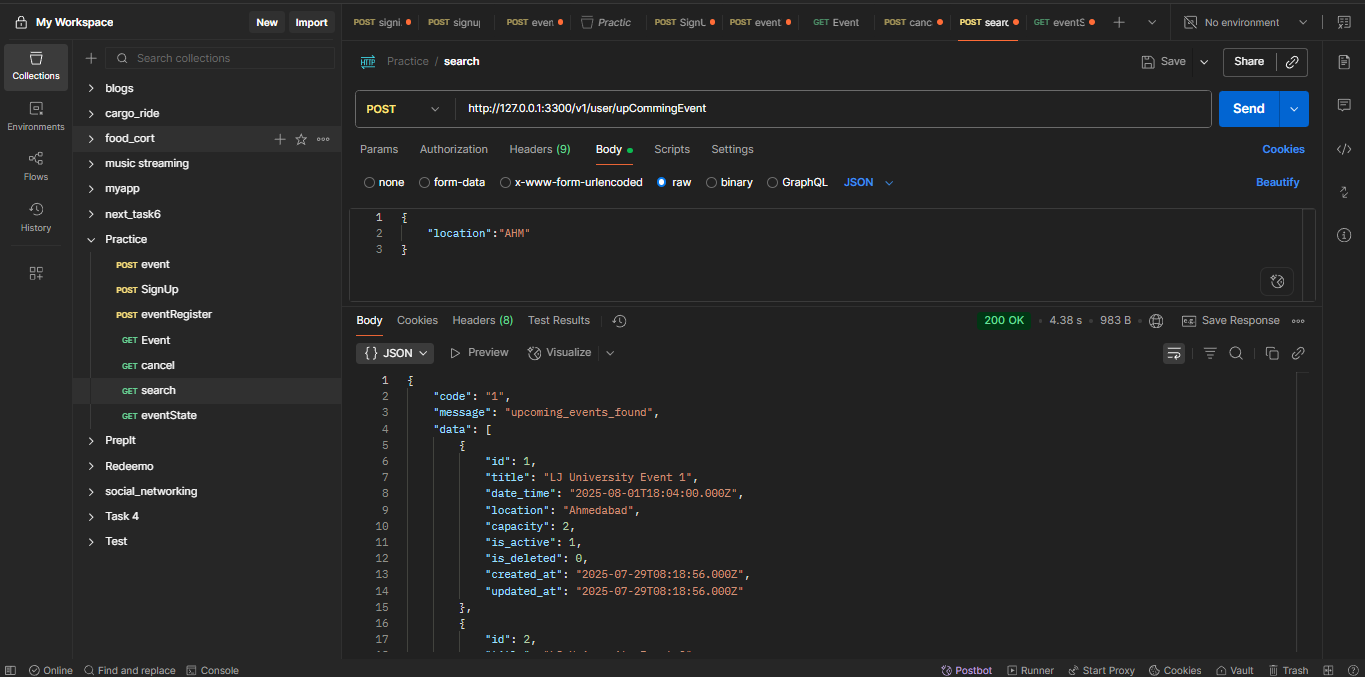 My Workspace
New
Import
POST signi
POST signup
POST even
Practic
POST SignU
POST event
GET Event
POST canc
POST searc
GET eventS
No environment
Collections
Environments
Flows
History
Search collections
blogs
cargo_ride
food_cort
music streaming
myapp
next_task6
Practice
POST event
POST SignUp
POST eventRegister
GET Event
GET cancel
GET search
GET eventState
PrepIt
Redeemo
social_networking
Task 4
Test
HTTP Practice / search
Save
Share
POST
http://127.0.0.1:3300/v1/user/upCommingEvent
Send
Params Authorization Headers (9) Body Scripts Settings
Cookies
none form-data x-www-form-urlencoded raw binary GraphQL JSON
Beautify
1 {
2 "location":"AHM"
3 }
Body Cookies Headers (8) Test Results
200 OK • 4.38 s • 983 B •
e.g. Save Response
{ } JSON Preview Visualize
1 {
2 "code": "1",
3 "message": "upcoming_events_found",
4 "data": [
5 {
6 "id": 1,
7 "title": "LJ University Event 1",
8 "date_time": "2025-08-01T18:04:00.000Z",
9 "location": "Ahmedabad",
10 "capacity": 2,
11 "is_active": 1,
12 "is_deleted": 0,
13 "created_at": "2025-07-29T08:18:56.000Z",
14 "updated_at": "2025-07-29T08:18:56.000Z"
15 },
16 {
17 "id": 2,
Online Find and replace Console
Postbot Runner Start Proxy Cookies Vault Trash